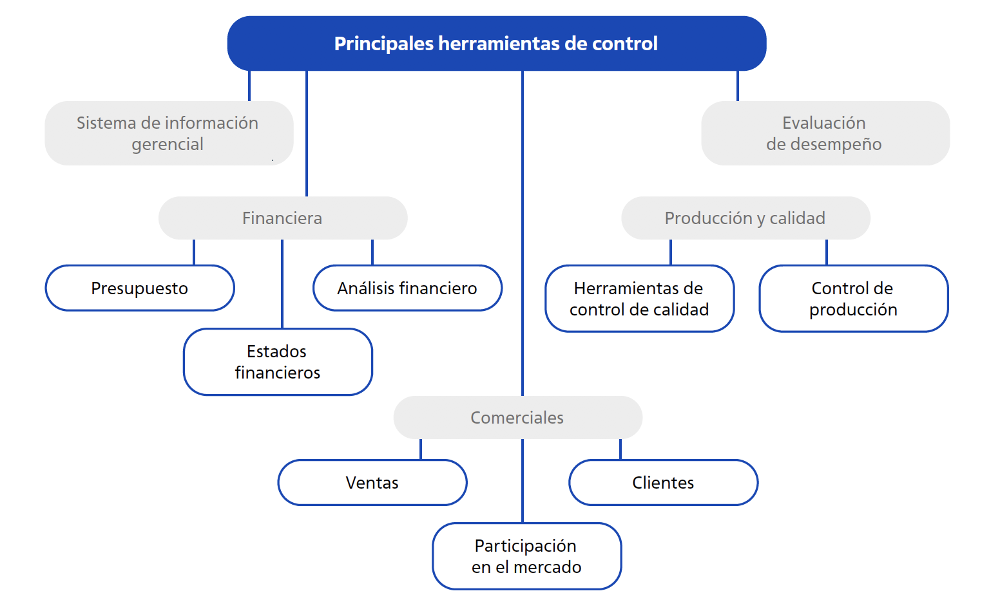 Principales herramientas de control
Sistema de información
gerencial
.
Evaluación
de desempeño
Financiera
Producción y calidad
Presupuesto
Análisis financiero
Herramientas de
control de calidad
Control de
producción
Estados
financieros
Comerciales
Ventas
Clientes
Participación
en el mercado